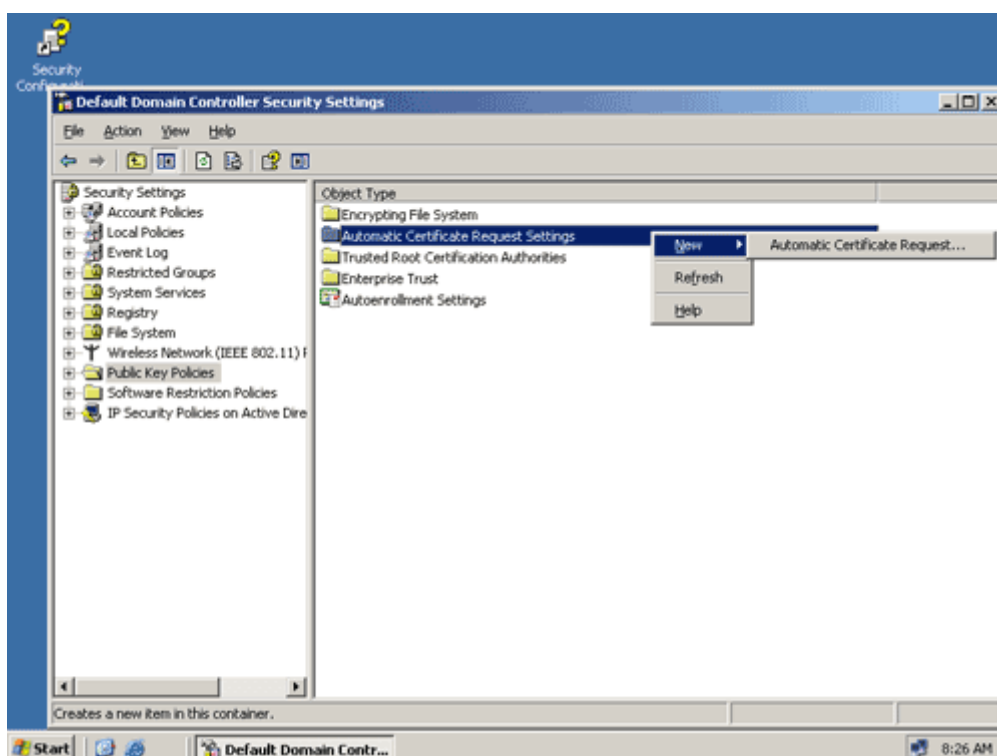 Security
Default Domain Controller Security Settings
File Action View Help
Security Settings
Account Policies
Local Policies
Event Log
Restricted Groups
System Services
Registry
File System
Wireless Network (IEEE 802.11)
Public Key Policies
Software Restriction Policies
IP Security Policies on Active Dire
Object Type
Encrypting File System
Automatic Certificate Request Settings
Trusted Root Certification Authorities
Enterprise Trust
Autoenrollment Settings
New
Refresh
Help
Automatic Certificate Request...
Creates a new item in this container.
Start
Default Domain Contr...
8:26 AM